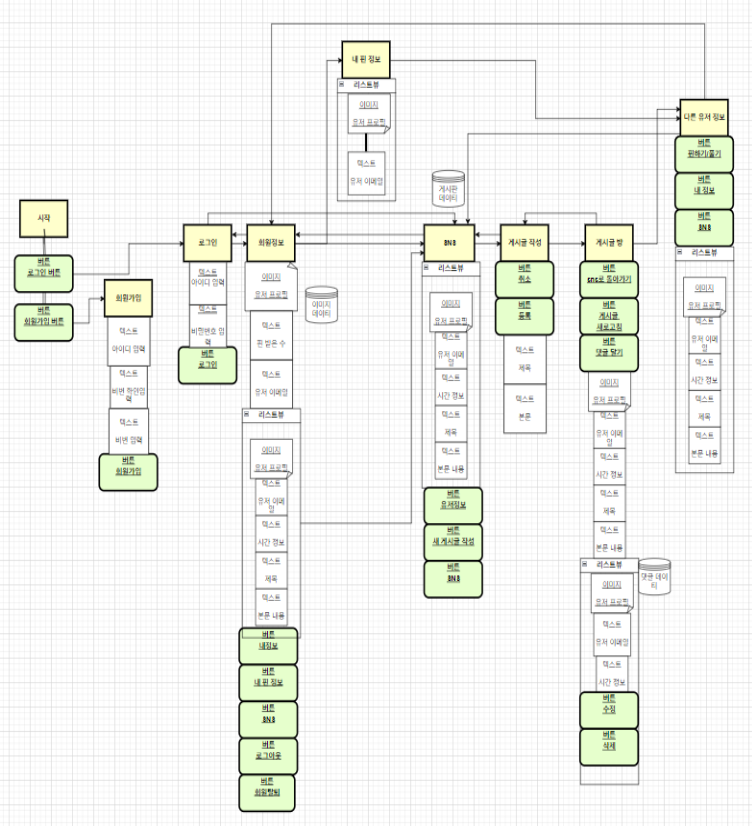 내 핀 정보
리스트뷰
이미지
유저 프로필
텍스트
유저 이메일
다른 유저 정보
버튼
핀하기/풀기
버튼
내 정보
버튼
리스트뷰
이미지
유저 프로필
텍스트
유저 이메일
텍스트
시간 정보
텍스트
제목
텍스트
본문 내용
게시판
데이터
시작
버튼
로그인 버튼
버튼
회원가입 버튼
회원가입
텍스트
아이디 입력
텍스트
텍스트
비번 입력
버튼
회원가입
로그인
텍스트
아이디 입력
텍스트
비밀번호 입력
버튼
로그인
회원정보
이미지
유저 프로필
텍스트
핀 받은 수
텍스트
유저 이메일
리스트뷰
이미지
유저 프로필
텍스트
유저 이메일
텍스트
시간 정보
텍스트
제목
텍스트
본문 내용
버튼
내정보
버튼
내 핀 정보
버튼
버튼
로그아웃
버튼
회원탈퇴
이미지
데이터
리스트뷰
이미지
유저 프로필
텍스트
유저 이메일
텍스트
시간 정보
텍스트
제목
텍스트
본문 내용
버튼
유저정보
버튼
새 게시글 작성
버튼
게시글 작성
버튼
취소
버튼
등록
텍스트
제목
텍스트
본문
게시글 방
버튼
돌아가기
버튼
게시글
새로고침
버튼
댓글 달기
이미지
유저 프로필
텍스트
유저 이메일
텍스트
시간 정보
텍스트
제목
텍스트
본문 내용
리스트뷰
이미지
유저 프로필
텍스트
유저 이메일
텍스트
시간 정보
버튼
수정
버튼
삭제
댓글 데이터